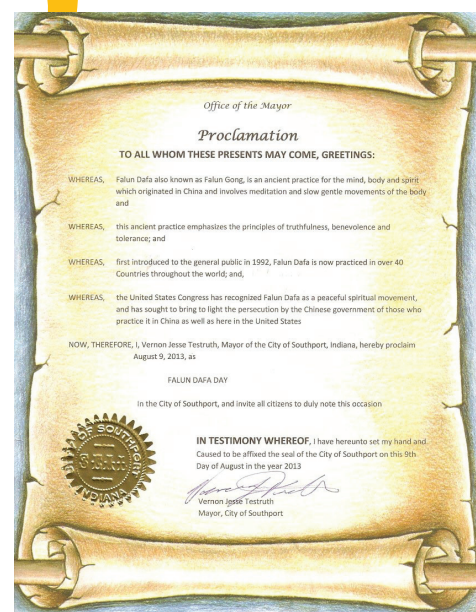 Office of the Mayor
Proclamation
TO ALL WHOM THESE PRESENTS MAY COME, GREETINGS:
WHEREAS, Falun Dafa also known as Falun Gong, is an ancient practice for the mind, body and spirit
which originated in China and involves meditation and slow gentle movements of the body
and
WHEREAS, this ancient practice emphasizes the principles of truthfulness, benevolence and
tolerance; and
WHEREAS, first introduced to the general public in 1992, Falun Dafa is now practiced in over 40
Countries throughout the world; and,
WHEREAS, the United States Congress has recognized Falun Dafa as a peaceful spiritual movement,
and has sought to bring to light the persecution by the Chinese government of those who
practice it in China as well as here in the United States
NOW, THEREFORE, I, Vernon Jesse Testruth, Mayor of the City of Southport, Indiana, hereby proclaim
August 9, 2013, as
FALUN DAFA DAY
In the City of Southport, and invite all citizens to duly note this occasion
IN TESTIMONY WHEREOF, I have hereunto set my hand and
Caused to be affixed the seal of the City of Southport on this 9th
Day of August in the year 2013
Vernon Jesse Testruth
Mayor, City of Southport
OF SOUTHPORT
SEAL
INDIANA